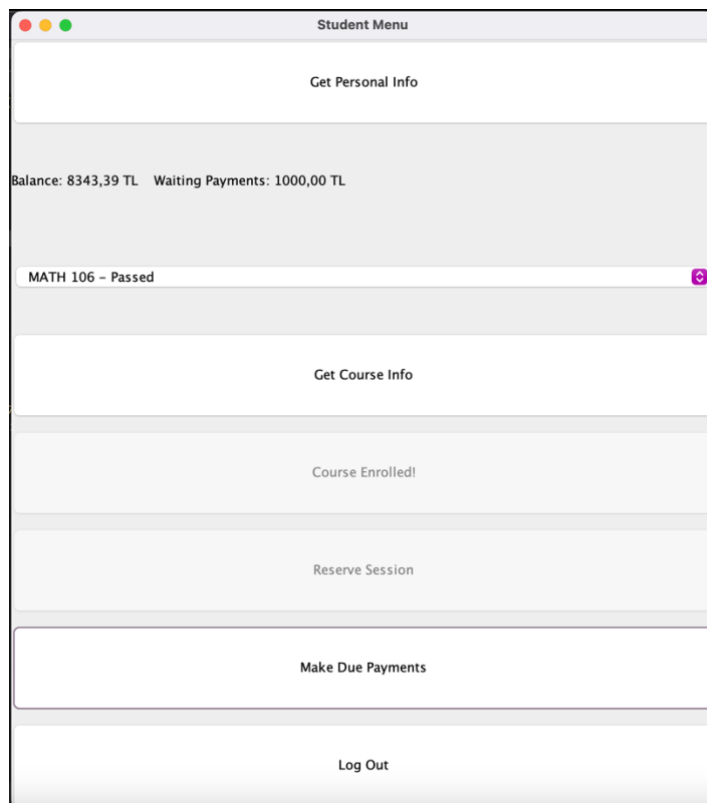 Student Menu
Get Personal Info
Balance: 8343,39 TL    Waiting Payments: 1000,00 TL
MATH 106 – Passed
Get Course Info
Course Enrolled!
Reserve Session
Make Due Payments
Log Out